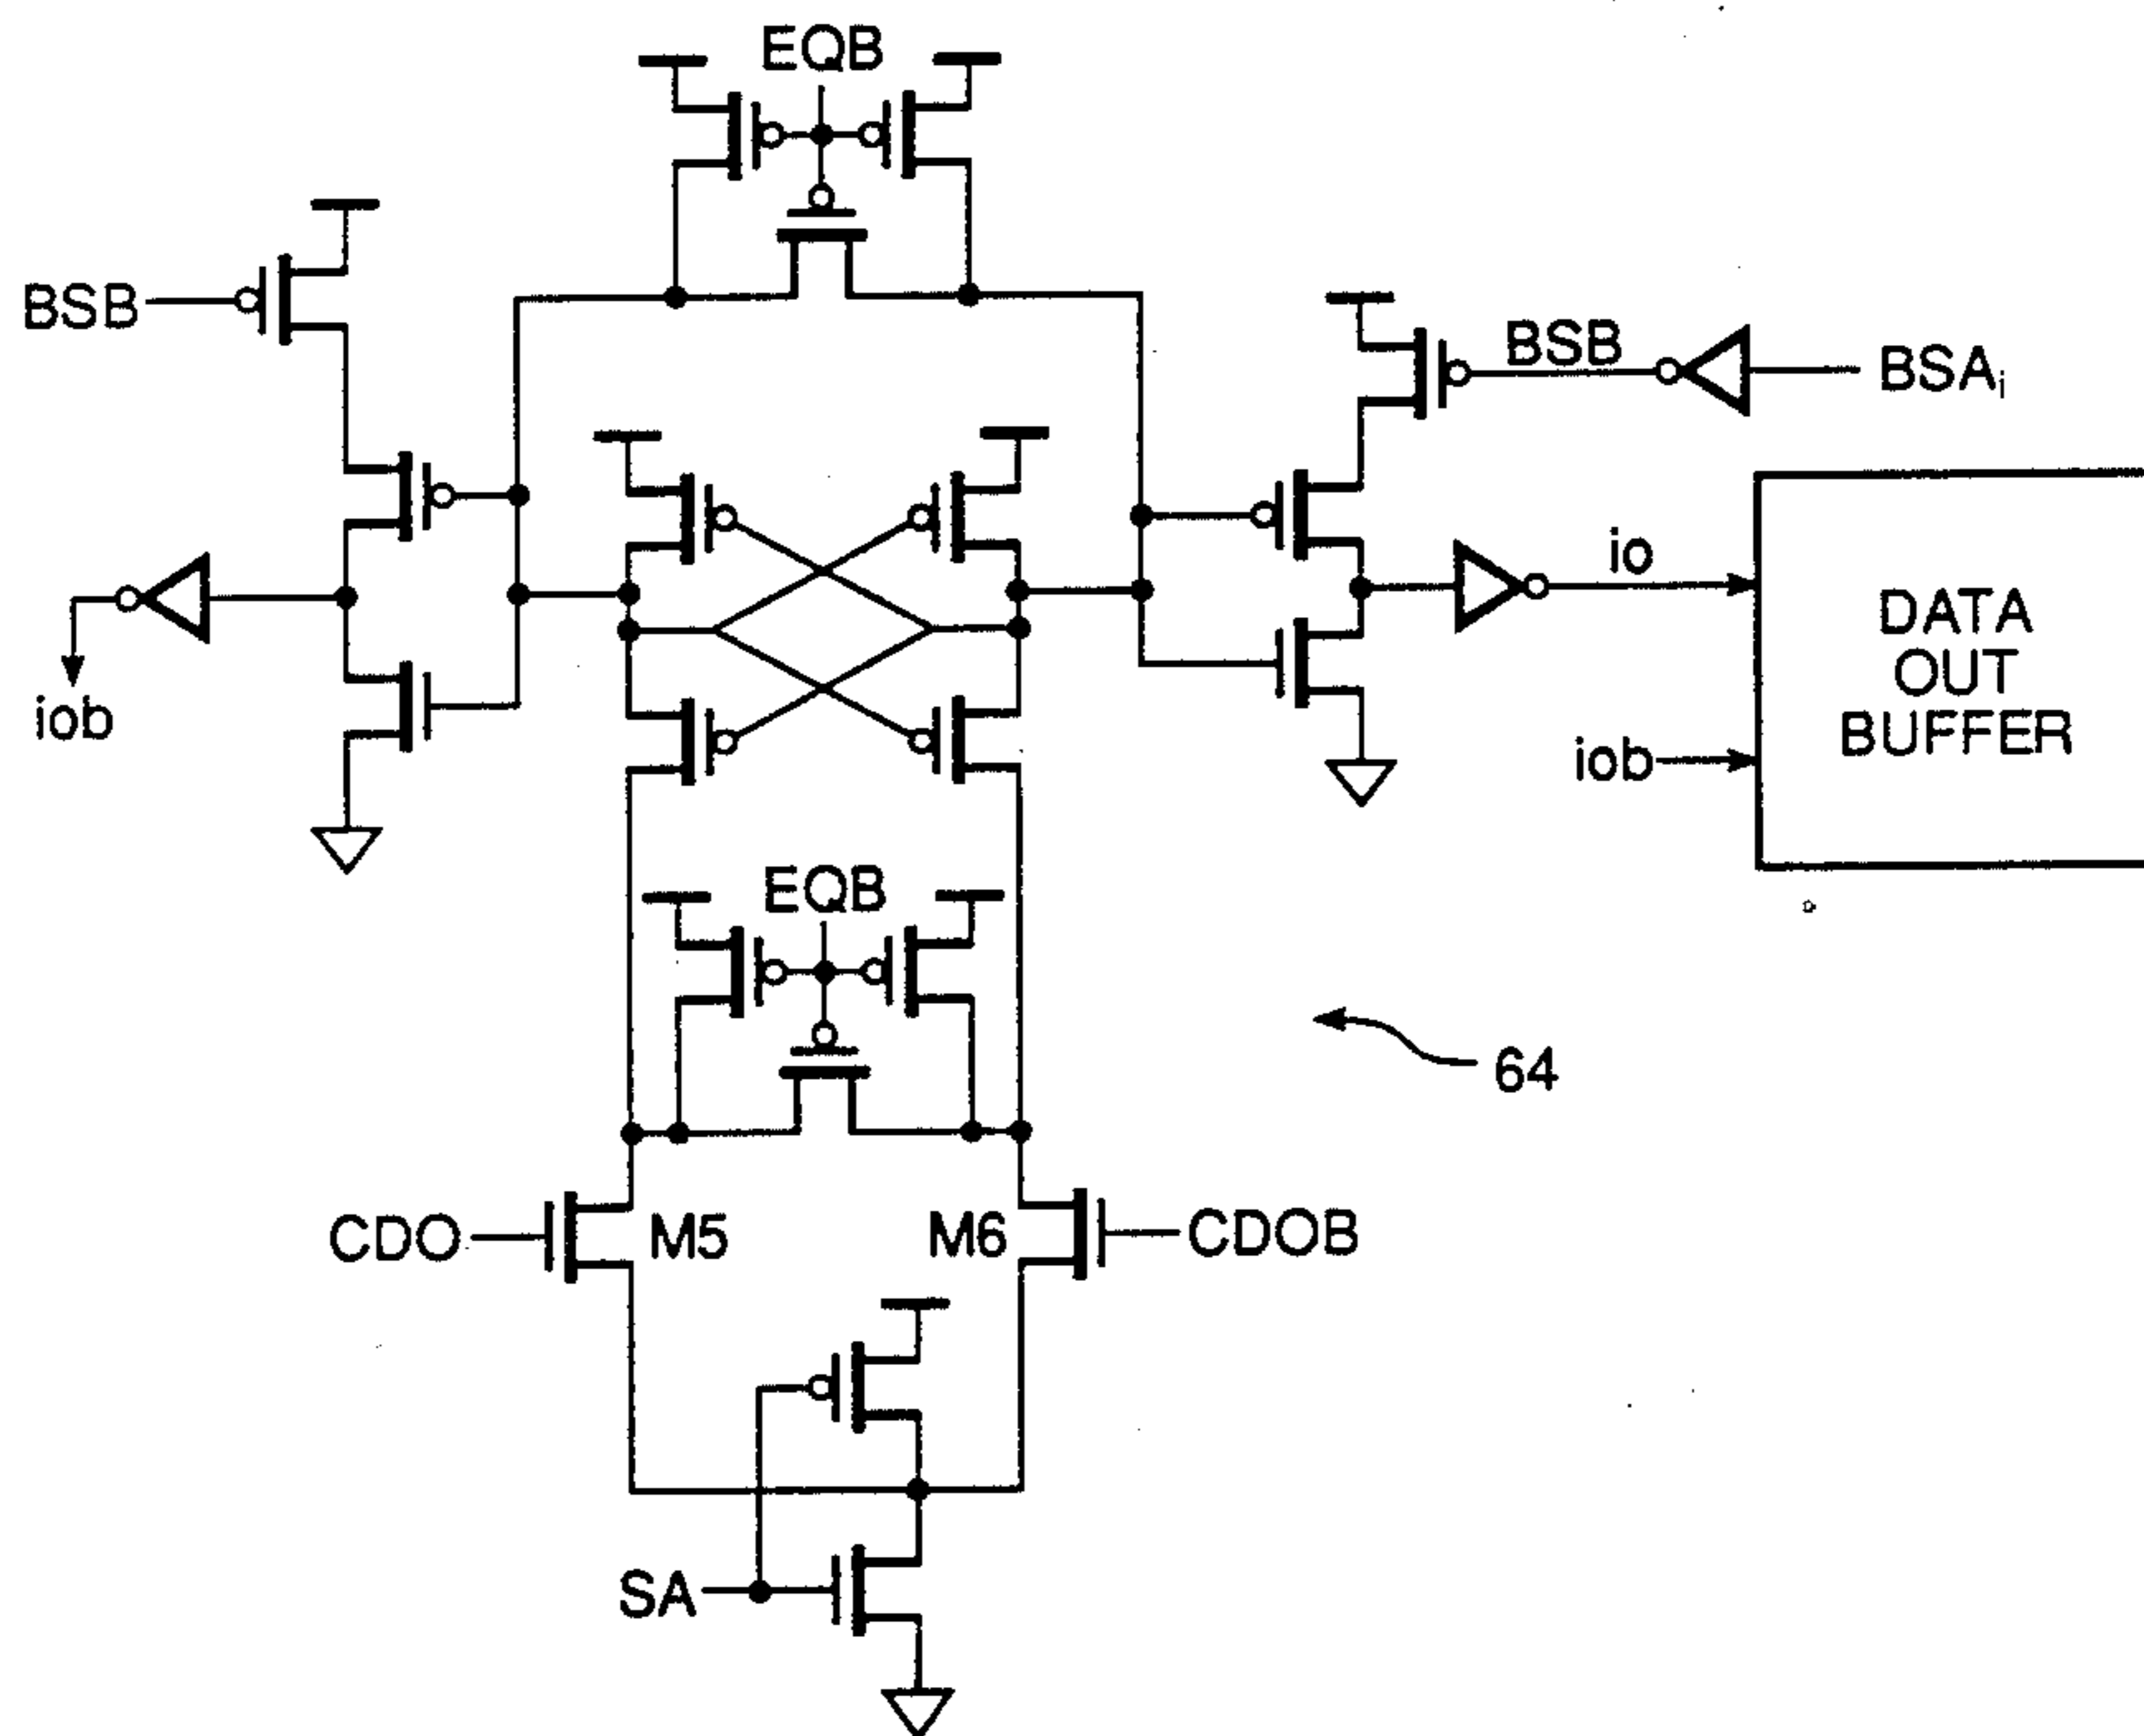 EQB
BSB
BSB
BSAi
io
DATA
OUT
BUFFER
iob
iob
EQB
64
CDO
M5
M6
CDOB
SA